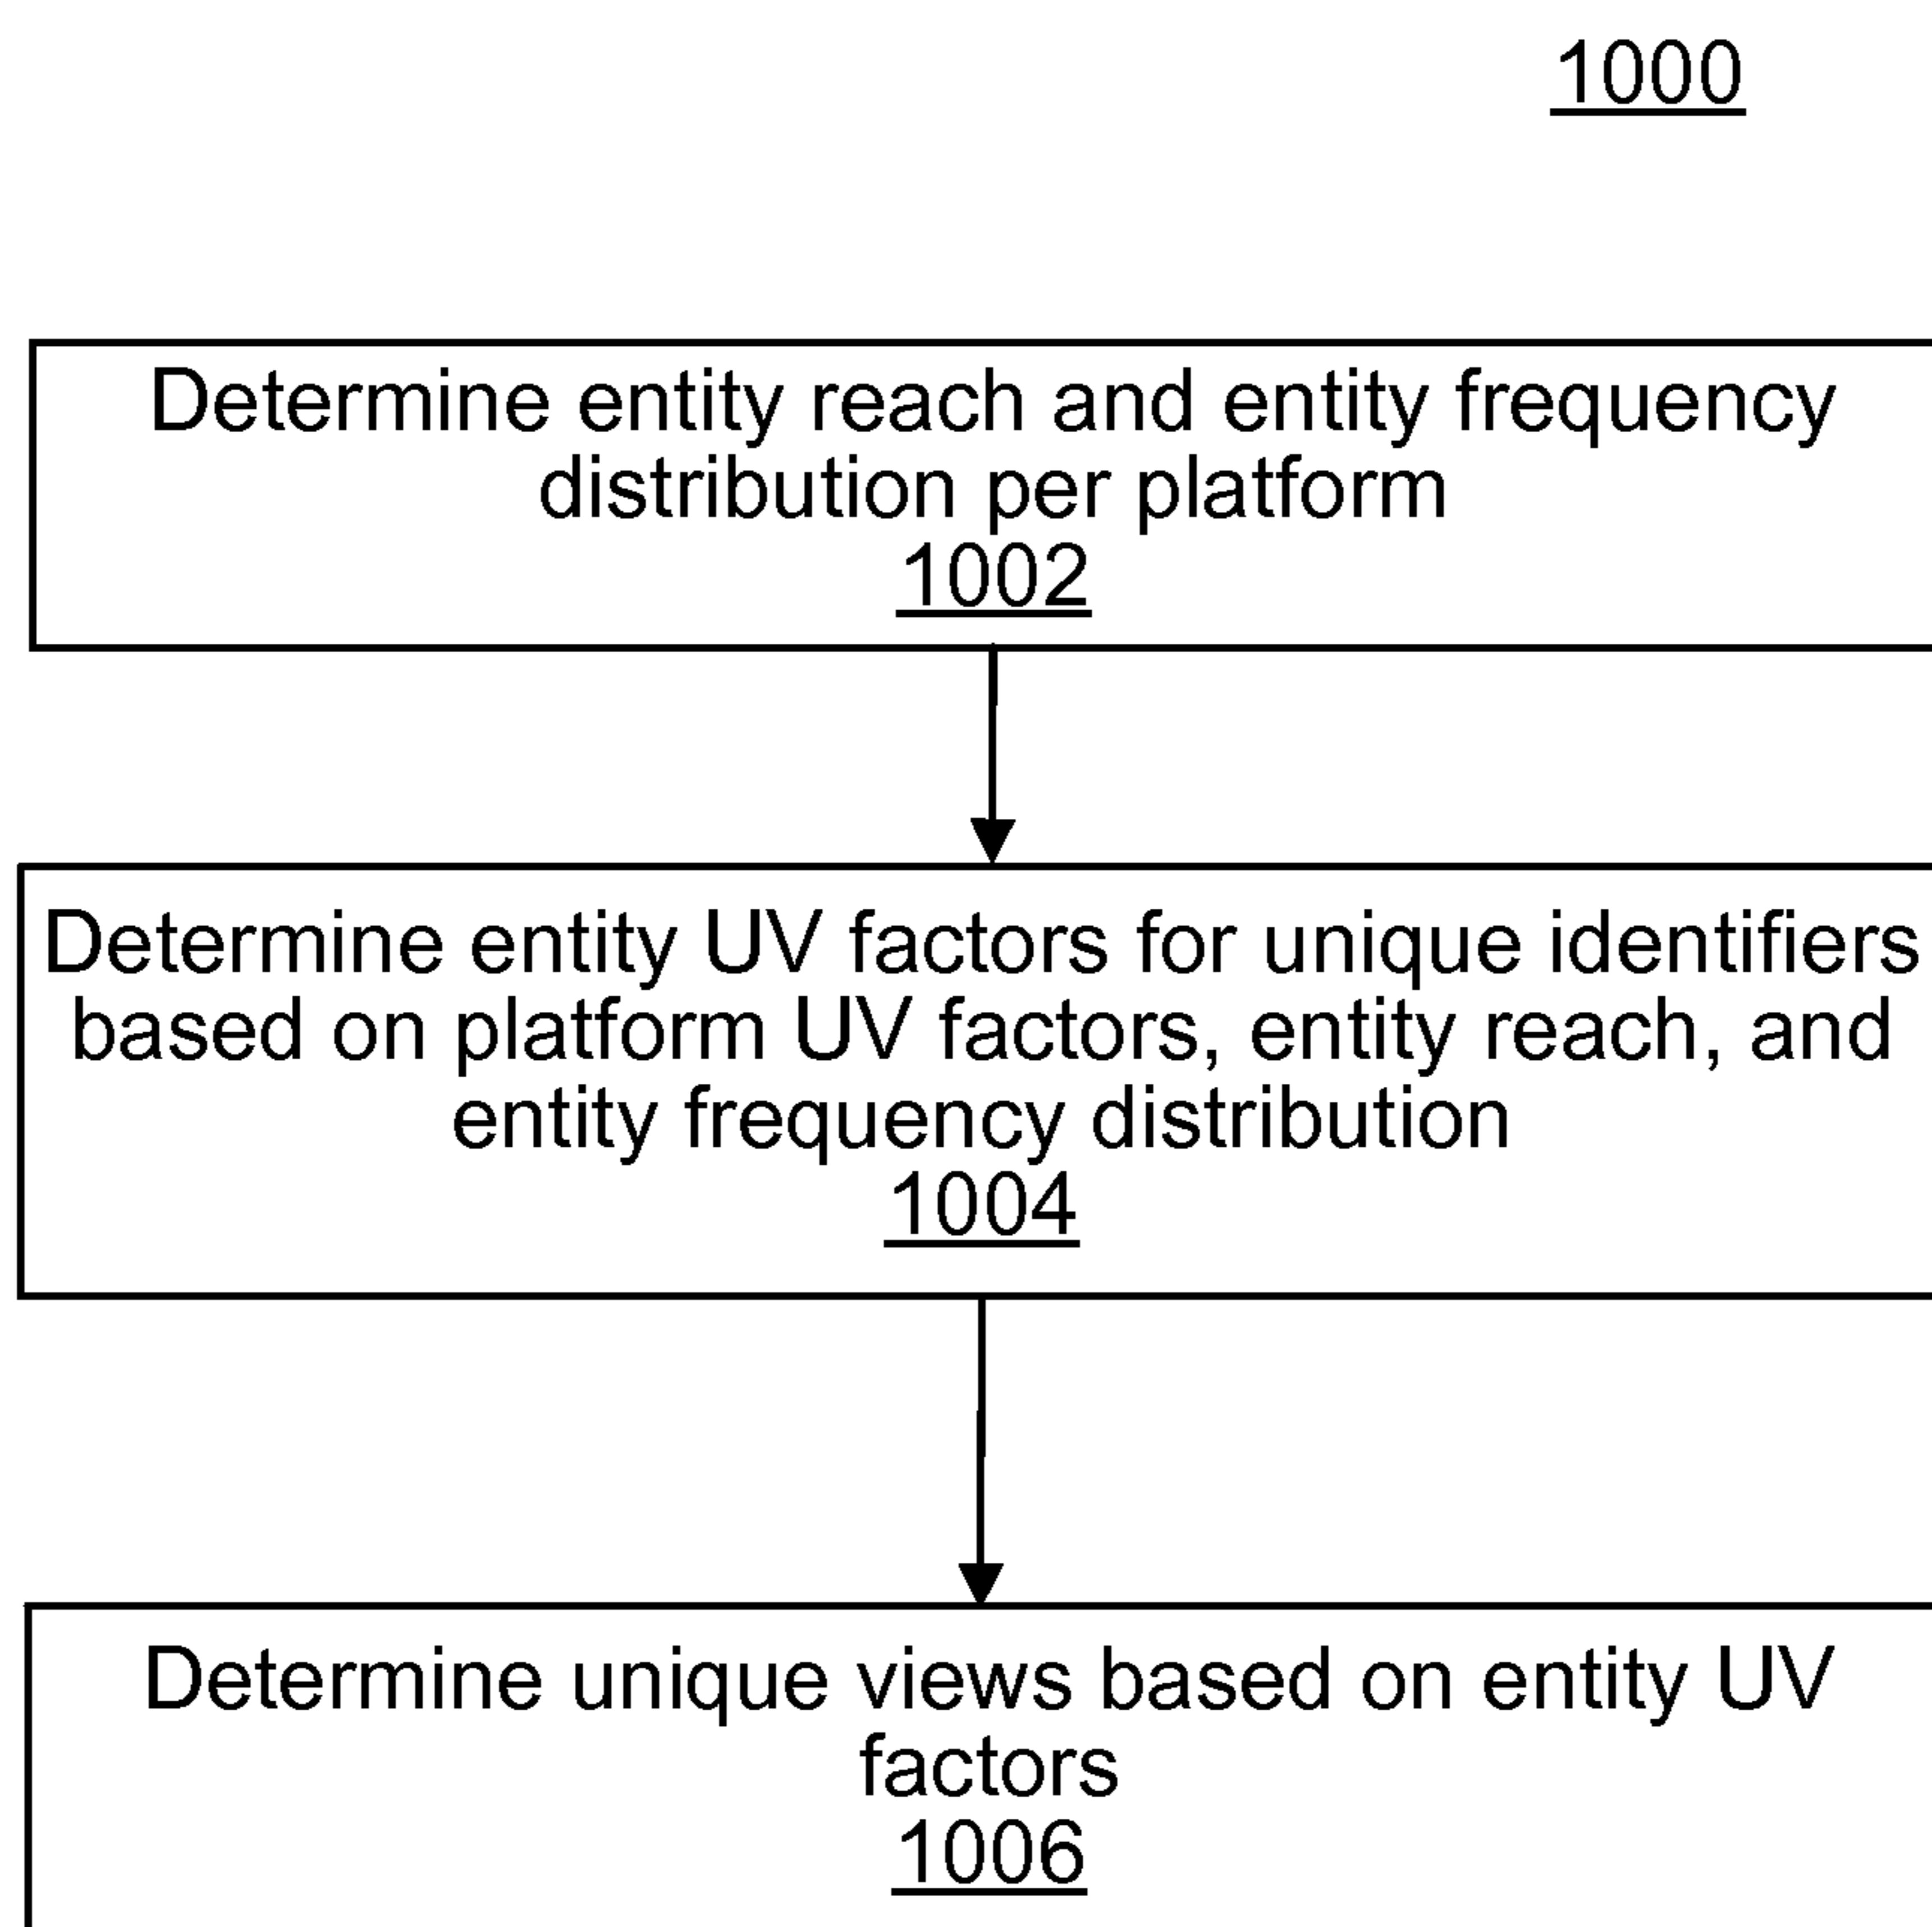 1000
Determine entity reach and entity frequency
distribution per platform
1002
Determine entity UV factors for unique identifiers
based on platform UV factors, entity reach, and
entity frequency distribution
1004
Determine unique views based on entity UV
factors
1006